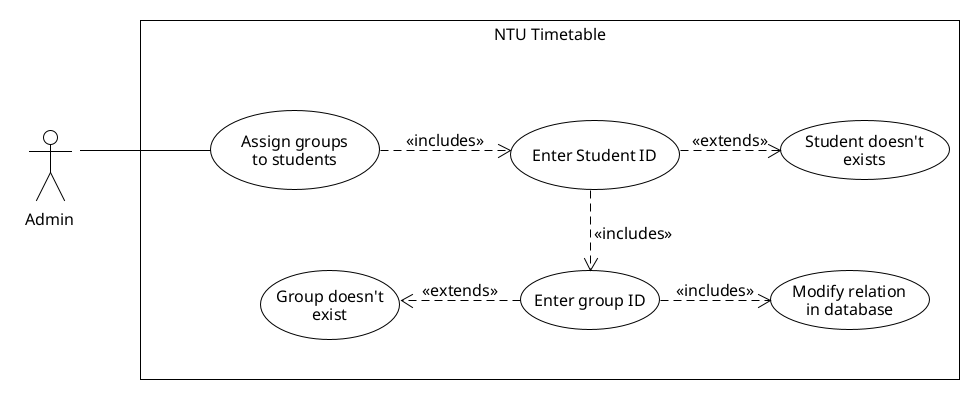 NTU Timetable
Assign groups
to students
«includes»
Enter Student ID
«extends»
Student doesn't
exists
Admin
«includes»
Group doesn't
exist
«extends»
Enter group ID
«includes»
Modify relation
in database